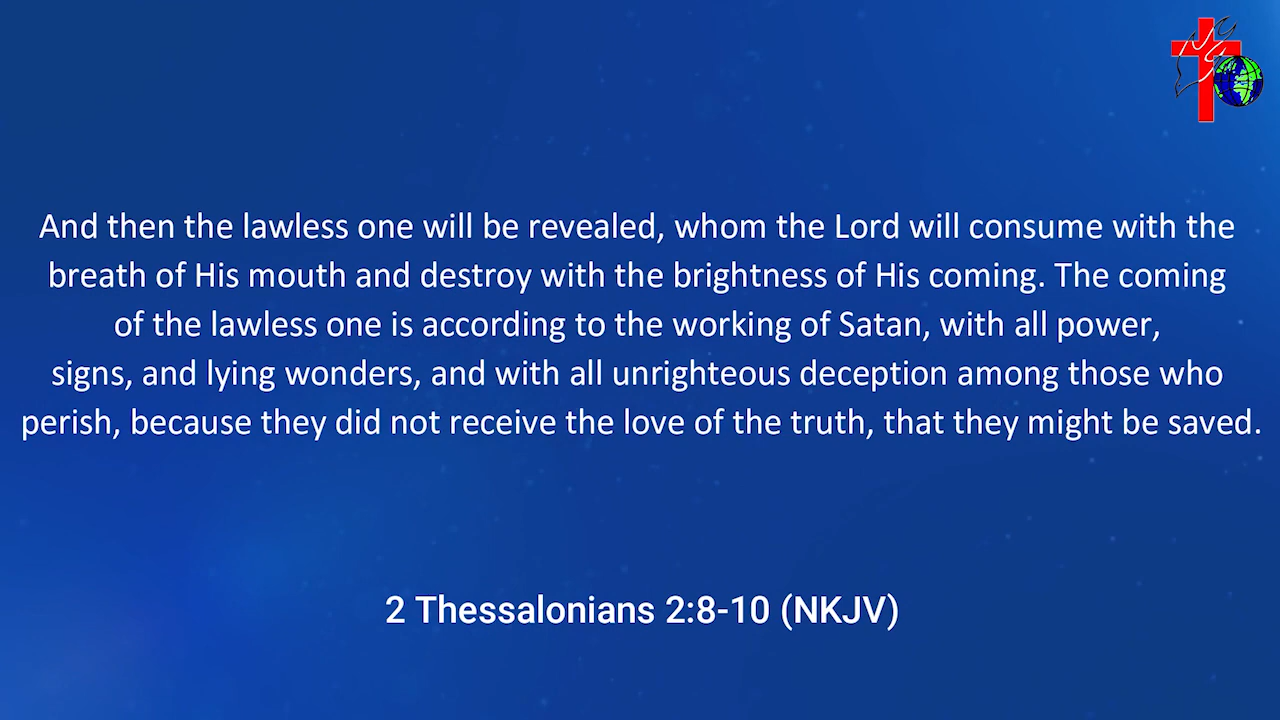 And then the lawless one will be revealed, whom the Lord will consume with the
breath of His mouth and destroy with the brightness of His coming. The coming
of the lawless one is according to the working of Satan, with all power,
signs, and lying wonders, and with all unrighteous deception among those who
perish, because they did not receive the love of the truth, that they might be saved.
2 Thessalonians 2:8-10 (NKJV)